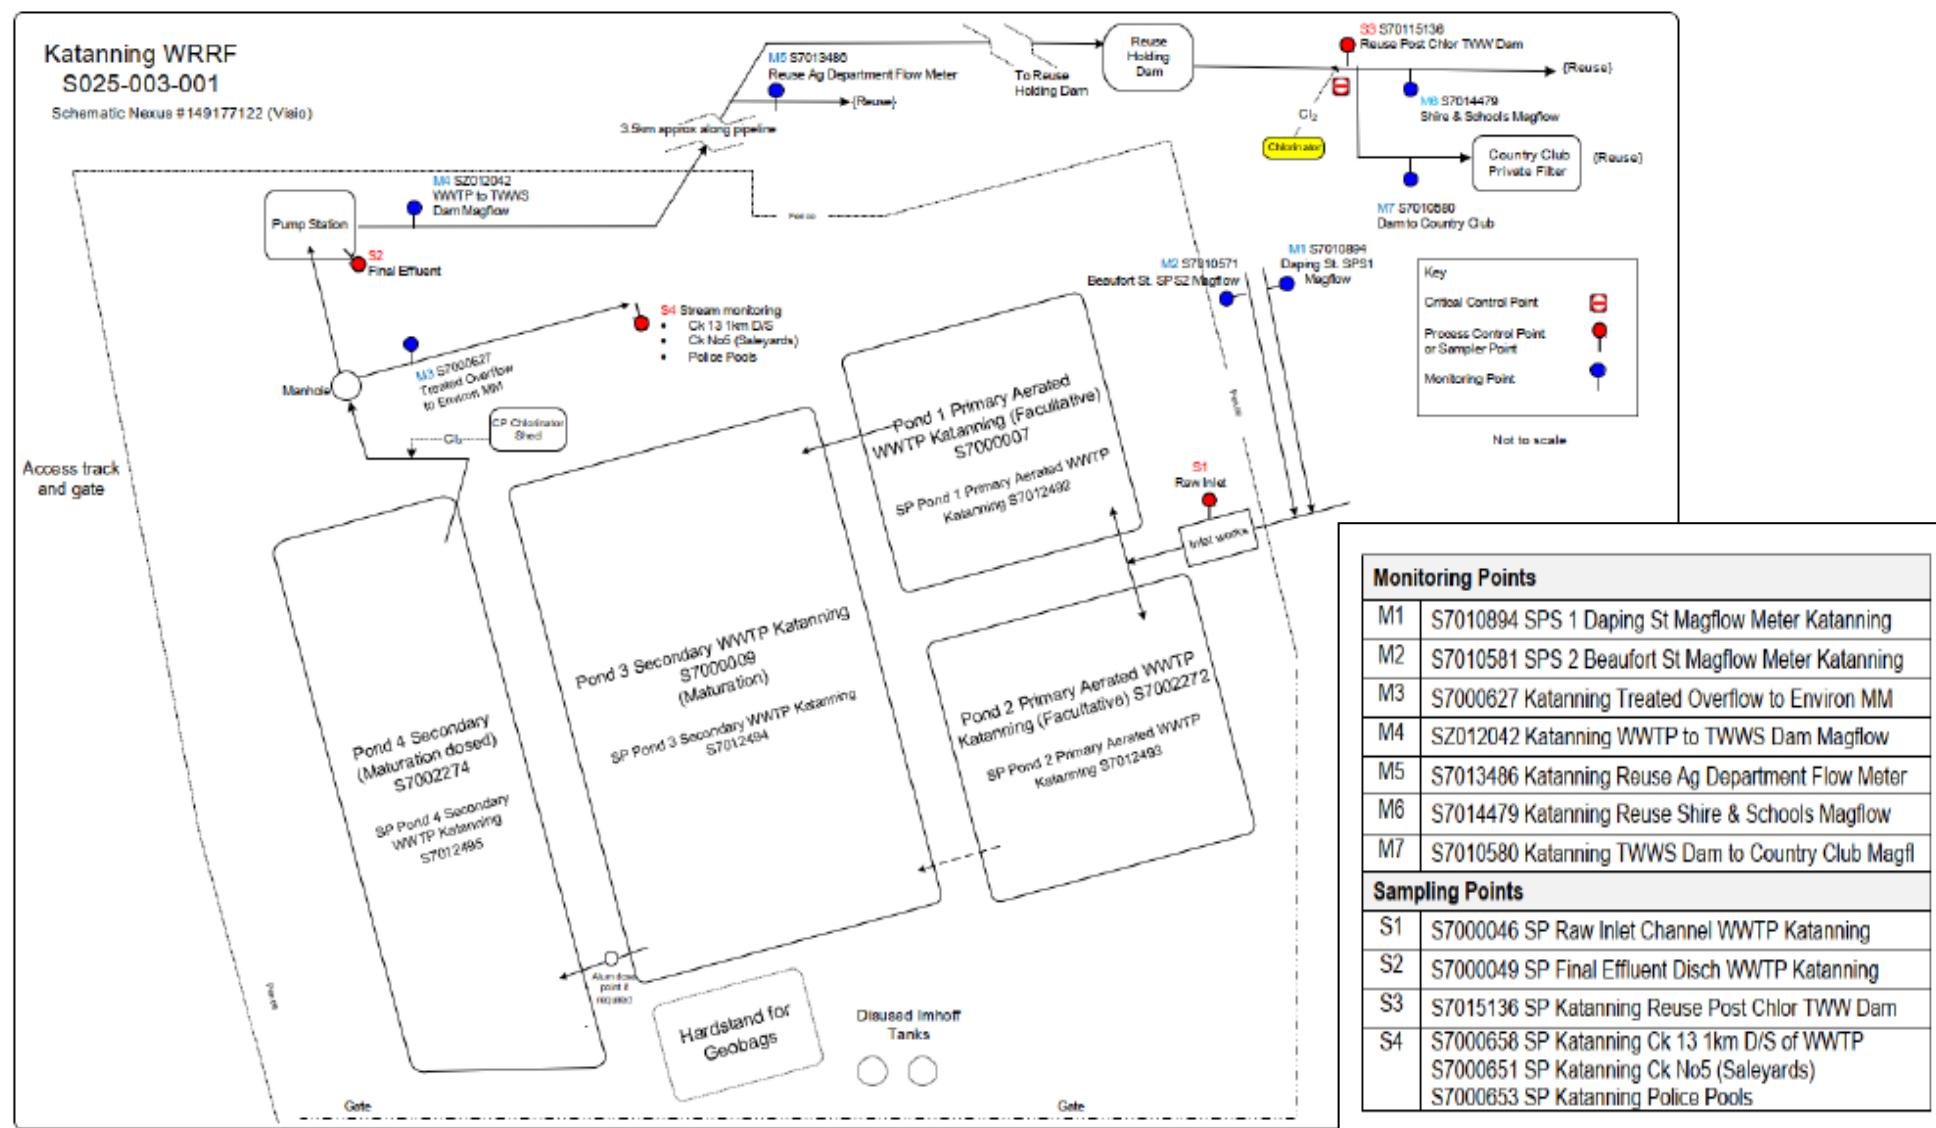 Katanning WRRF
S025-003-001
Schematic Nexus #149177122 (Visio)
M5 S7013486
Reuse Ag Department Flow Meter
{Reuse}
3.5km approx along pipeline
To Reuse
Holding Dam
Reuse
Holding
Dam
S3 S70115136
Reuse Post Chlor TWW Dam
{Reuse}
M6 S7014479
Shire & Schools Magflow
Cl₂
Chlorinator
Country Club
Private Filter
{Reuse}
M7 S7010580
Dam to Country Club
M4 SZ012042
WWTP to TWWS
Dam Magflow
Pump Station
S2
Final Effluent
Fence
M2 S7010571
Beaufort St. SPS2 Magflow
M1 S7010894
Daping St. SPS1
Magflow
Key
Critical Control Point
Process Control Point
or Sampler Point
Monitoring Point
Not to scale
S4 Stream monitoring
• Ck 13 1km D/S
• Ck No5 (Saleyards)
• Police Pools
M3 S7000627
Treated Overflow
to Environ MM
Manhole
CP Chlorinator
Shed
Cl₂
Access track
and gate
Pond 1 Primary Aerated
WWTP Katanning (Facultative)
S7000007
SP Pond 1 Primary Aerated WWTP
Katanning S7012492
Fence
S1
Raw Inlet
Inlet works
Pond 3 Secondary WWTP Katanning
S7000009
(Maturation)
SP Pond 3 Secondary WWTP Katanning
S7012494
Pond 2 Primary Aerated WWTP
Katanning (Facultative) S7002272
SP Pond 2 Primary Aerated WWTP
Katanning S7012493
Pond 4 Secondary
(Maturation dosed)
S7002274
SP Pond 4 Secondary
WWTP Katanning
S7012495
Alum dose
point if
required
Fence
Hardstand for
Geobags
Disused Imhoff
Tanks
Gate
Gate
Monitoring Points
M1 S7010894 SPS 1 Daping St Magflow Meter Katanning
M2 S7010581 SPS 2 Beaufort St Magflow Meter Katanning
M3 S7000627 Katanning Treated Overflow to Environ MM
M4 SZ012042 Katanning WWTP to TWWS Dam Magflow
M5 S7013486 Katanning Reuse Ag Department Flow Meter
M6 S7014479 Katanning Reuse Shire & Schools Magflow
M7 S7010580 Katanning TWWS Dam to Country Club Magfl
Sampling Points
S1 S7000046 SP Raw Inlet Channel WWTP Katanning
S2 S7000049 SP Final Effluent Disch WWTP Katanning
S3 S7015136 SP Katanning Reuse Post Chlor TWW Dam
S4 S7000658 SP Katanning Ck 13 1km D/S of WWTP
S7000651 SP Katanning Ck No5 (Saleyards)
S7000653 SP Katanning Police Pools